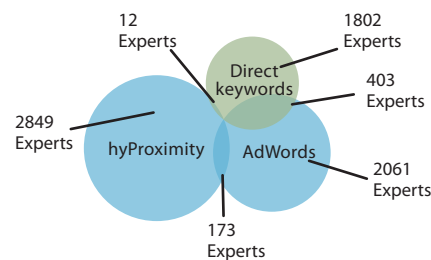 12
Experts
1802
Experts
Direct
keywords
403
Experts
2849
Experts
hyProximity
AdWords
2061
Experts
173
Experts